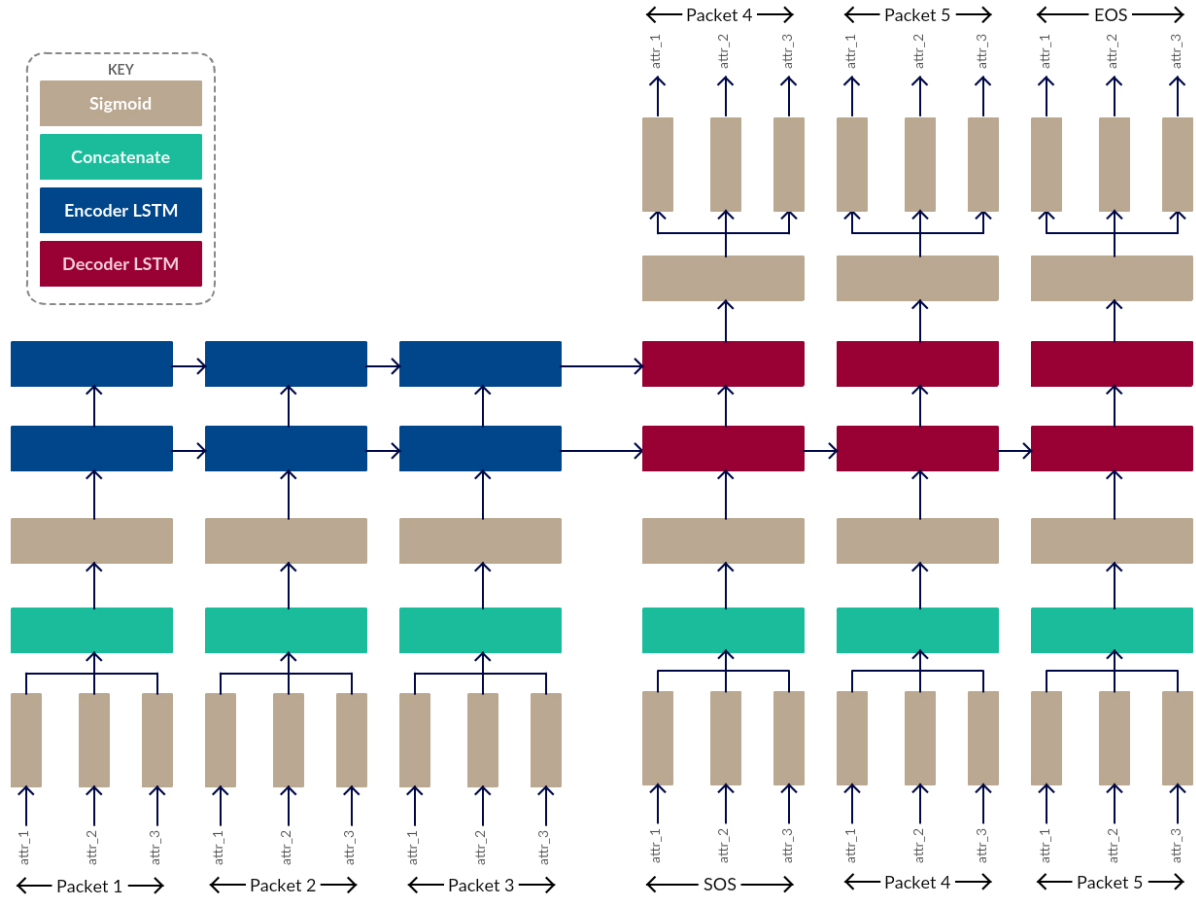 Packet 4
Packet 5
EOS
attr_1
attr_2
attr_3
attr_1
attr_2
attr_3
attr_1
attr_2
attr_3
KEY
Sigmoid
Concatenate
Encoder LSTM
Decoder LSTM
attr_1
attr_2
attr_3
attr_1
attr_2
attr_3
attr_1
attr_2
attr_3
attr_1
attr_2
attr_3
attr_1
attr_2
attr_3
attr_1
attr_2
attr_3
Packet 1
Packet 2
Packet 3
SOS
Packet 4
Packet 5